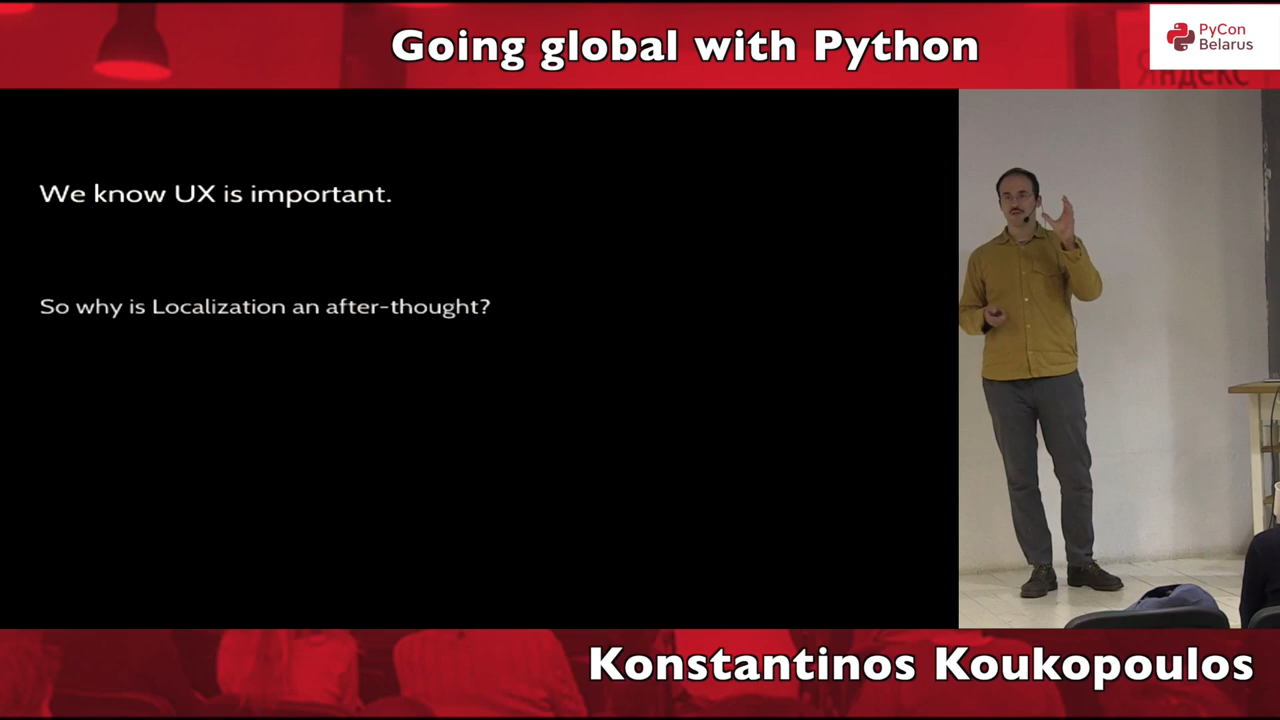 Going global with Python
PyCon
Belarus
Яндекс
We know UX is important.
So why is Localization an after-thought?
Konstantinos Koukopoulos